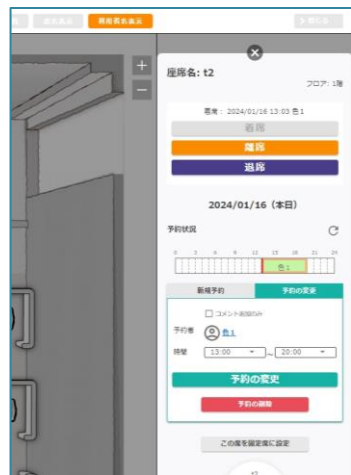 着席者名表示
閉じる
座席名: t2
フロア: 1階
着席: 2024/01/16 13:03 色1
着席
離席
退席
2024/01/16 (本日)
予約状況
0 3 6 9 12 15 18 21 24
色1
新規予約 予約の変更
コメント追加のみ
予約者 色1
時間 13:00 ~ 20:00
予約の変更
予約の削除
この席を固定席に設定
t2